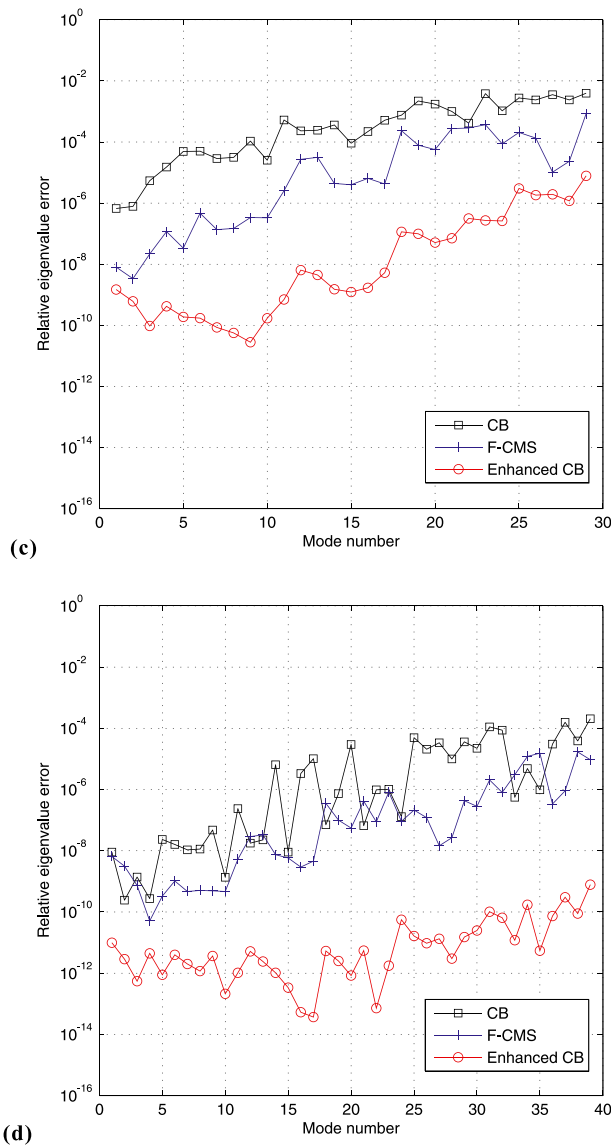 10^0
10^-2
10^-4
10^-6
10^-8
10^-10
10^-12
10^-14
10^-16
Relative eigenvalue error
0 5 10 15 20 25 30
Mode number
CB
F-CMS
Enhanced CB
(c)
10^0
10^-2
10^-4
10^-6
10^-8
10^-10
10^-12
10^-14
10^-16
Relative eigenvalue error
0 5 10 15 20 25 30 35 40
Mode number
CB
F-CMS
Enhanced CB
(d)